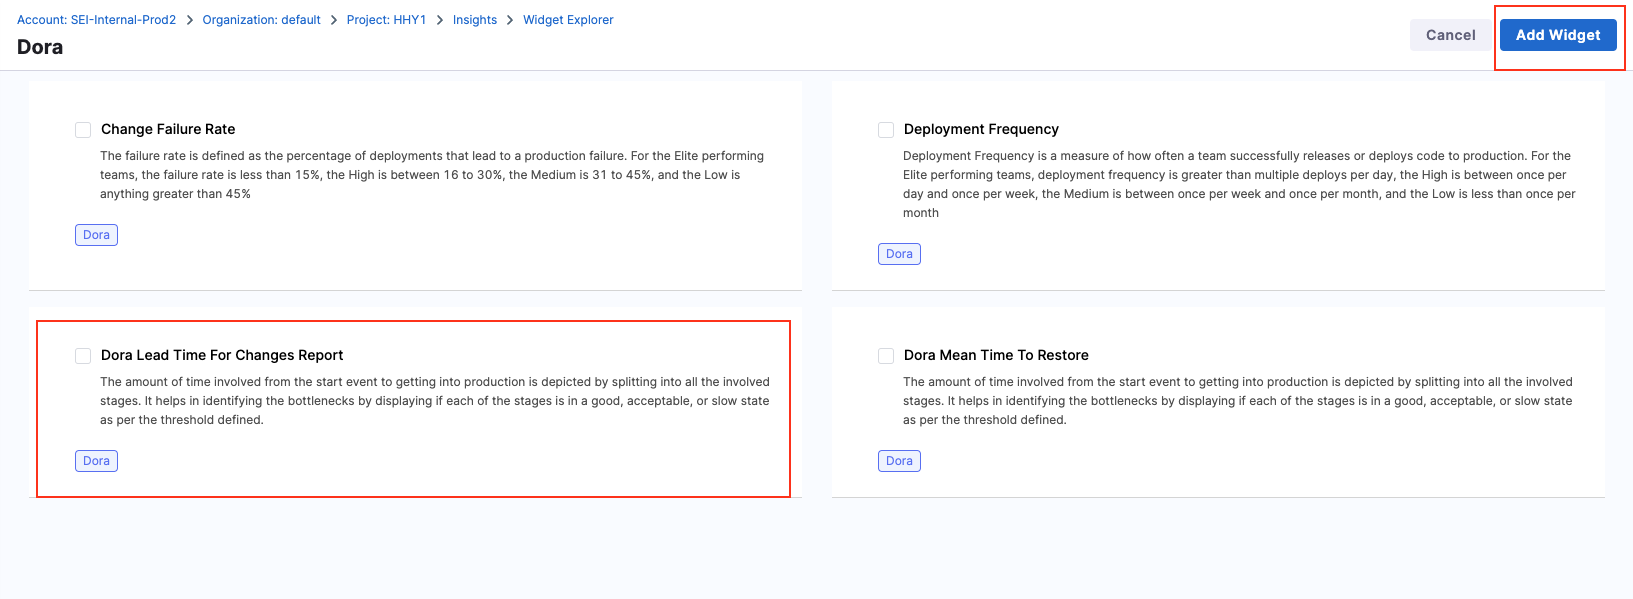 Account: SEI-Internal-Prod2 > Organization: default > Project: HHY1 > Insights > Widget Explorer
Dora
Cancel
Add Widget
Change Failure Rate
The failure rate is defined as the percentage of deployments that lead to a production failure. For the Elite performing
teams, the failure rate is less than 15%, the High is between 16 to 30%, the Medium is 31 to 45%, and the Low is
anything greater than 45%
Dora
Deployment Frequency
Deployment Frequency is a measure of how often a team successfully releases or deploys code to production. For the
Elite performing teams, deployment frequency is greater than multiple deploys per day, the High is between once per
day and once per week, the Medium is between once per week and once per month, and the Low is less than once per
month
Dora
Dora Lead Time For Changes Report
The amount of time involved from the start event to getting into production is depicted by splitting into all the involved
stages. It helps in identifying the bottlenecks by displaying if each of the stages is in a good, acceptable, or slow state
as per the threshold defined.
Dora
Dora Mean Time To Restore
The amount of time involved from the start event to getting into production is depicted by splitting into all the involved
stages. It helps in identifying the bottlenecks by displaying if each of the stages is in a good, acceptable, or slow state
as per the threshold defined.
Dora